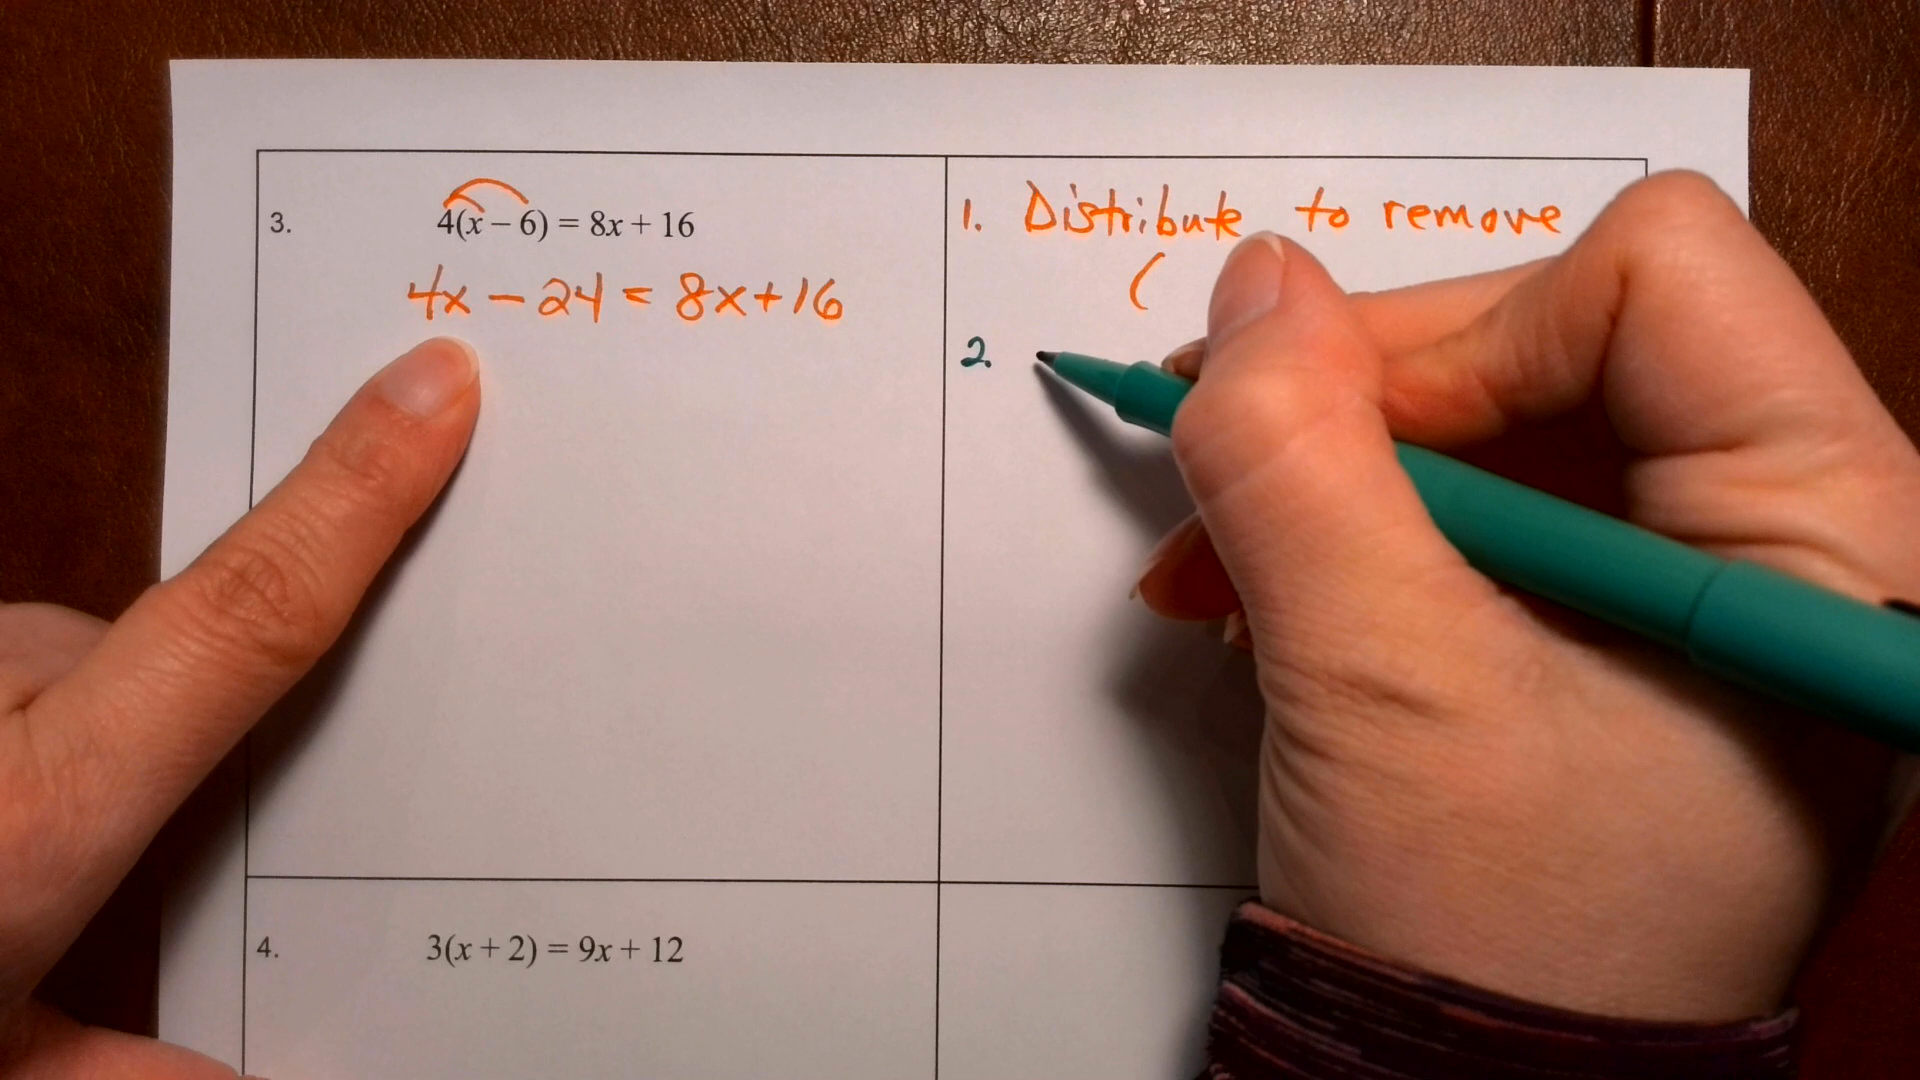 3. 4(x – 6) = 8x + 16
4x – 24 = 8x + 16
1. Distribute to remove
(
2.
4. 3(x + 2) = 9x + 12